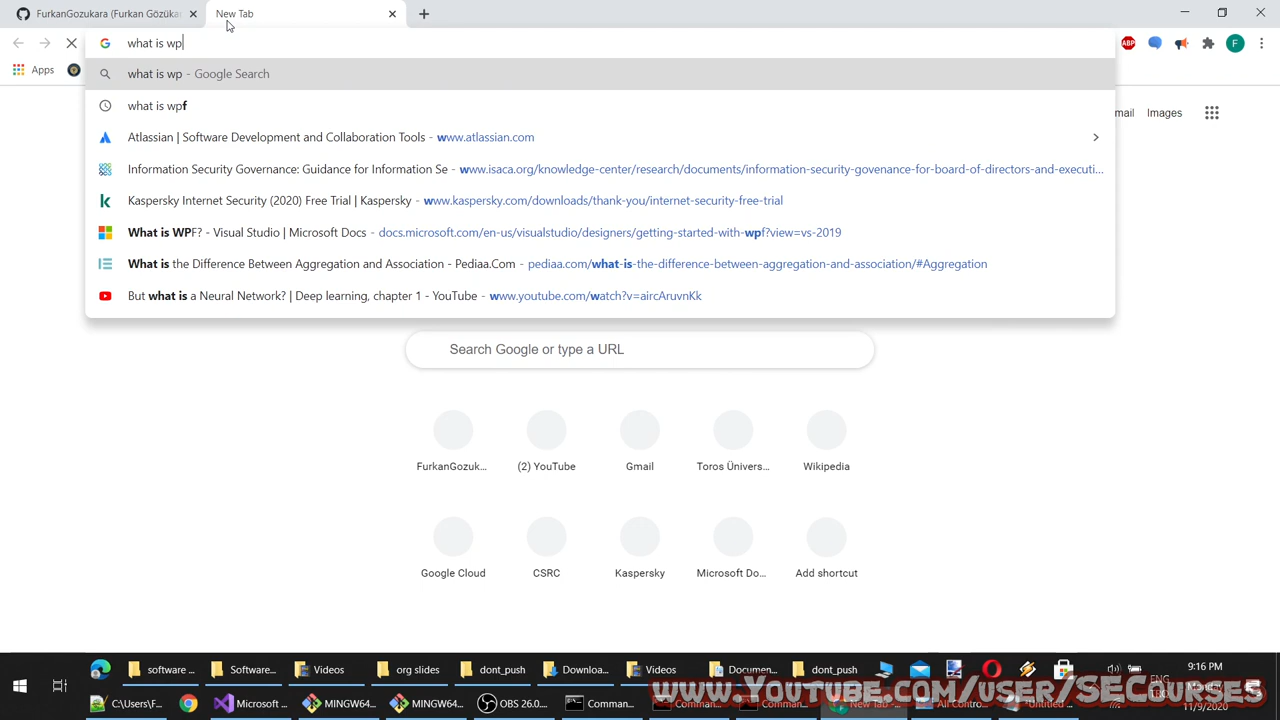 FurkanGozukara (Furkan Gözüka
New Tab
what is wp
what is wp - Google Search
Apps
what is wpf
mail
Images
Atlassian | Software Development and Collaboration Tools - www.atlassian.com
Information Security Governance: Guidance for Information Se - www.isaca.org/knowledge-center/research/documents/information-security-govenance-for-board-of-directors-and-executi...
Kaspersky Internet Security (2020) Free Trial | Kaspersky - www.kaspersky.com/downloads/thank-you/internet-security-free-trial
What is WPF? - Visual Studio | Microsoft Docs - docs.microsoft.com/en-us/visualstudio/designers/getting-started-with-wpf?view=vs-2019
What is the Difference Between Aggregation and Association - Pediaa.Com - pediaa.com/what-is-the-difference-between-aggregation-and-association/#Aggregation
But what is a Neural Network? | Deep learning, chapter 1 - YouTube - www.youtube.com/watch?v=aircAruvnKk
Search Google or type a URL
FurkanGozuk... (2) YouTube Gmail Toros Ünivers... Wikipedia
Google Cloud CSRC Kaspersky Microsoft Do... Add shortcut
software ... Software... Videos org slides dont_push Downloa... Videos Documen... dont_push
9:16 PM
ENG
11/9/2020
C:\Users\F... Microsoft ... MINGW64... MINGW64... OBS 26.0... Comman... New Tab -... All Contro...
www.YouTube.com/user/SECourses